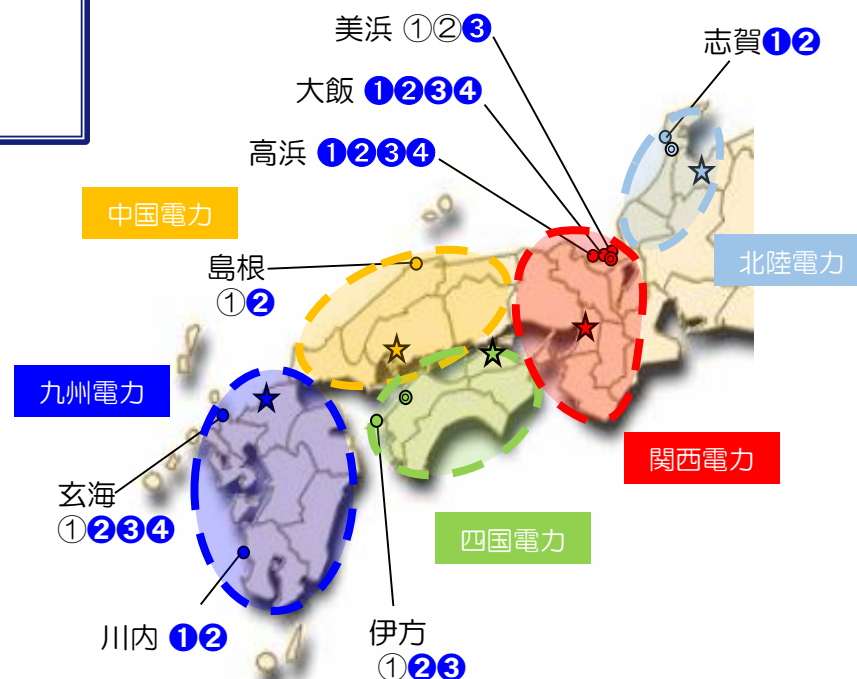 美浜 ①②❸
志賀❶❷
大飯 ❶❷❸❹
高浜 ❶❷❸❹
中国電力
島根
①❷
北陸電力
九州電力
関西電力
玄海
①❷❸❹
四国電力
川内 ❶❷
伊方
①❷❸